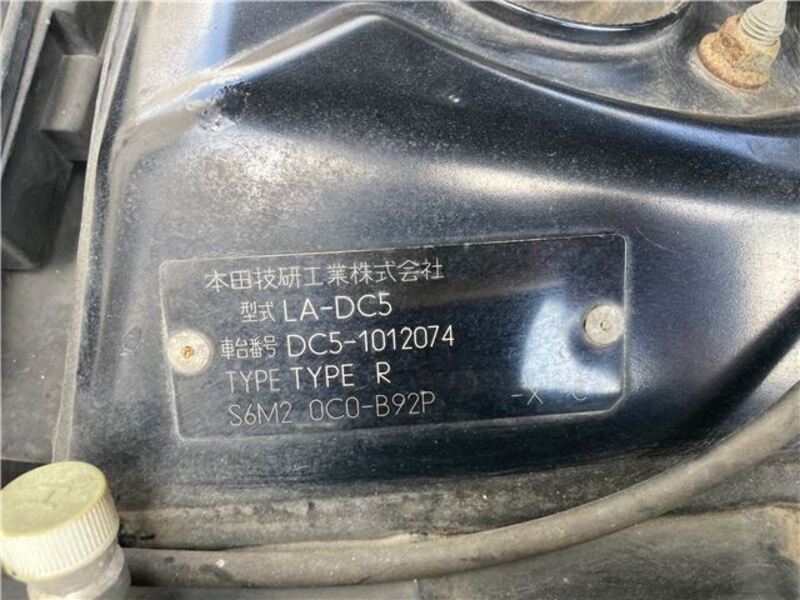 本田技研工業株式会社
型式 LA-DC5
車台番号 DC5-1012074
TYPE TYPE R
S6M2 0C0-B92P -X